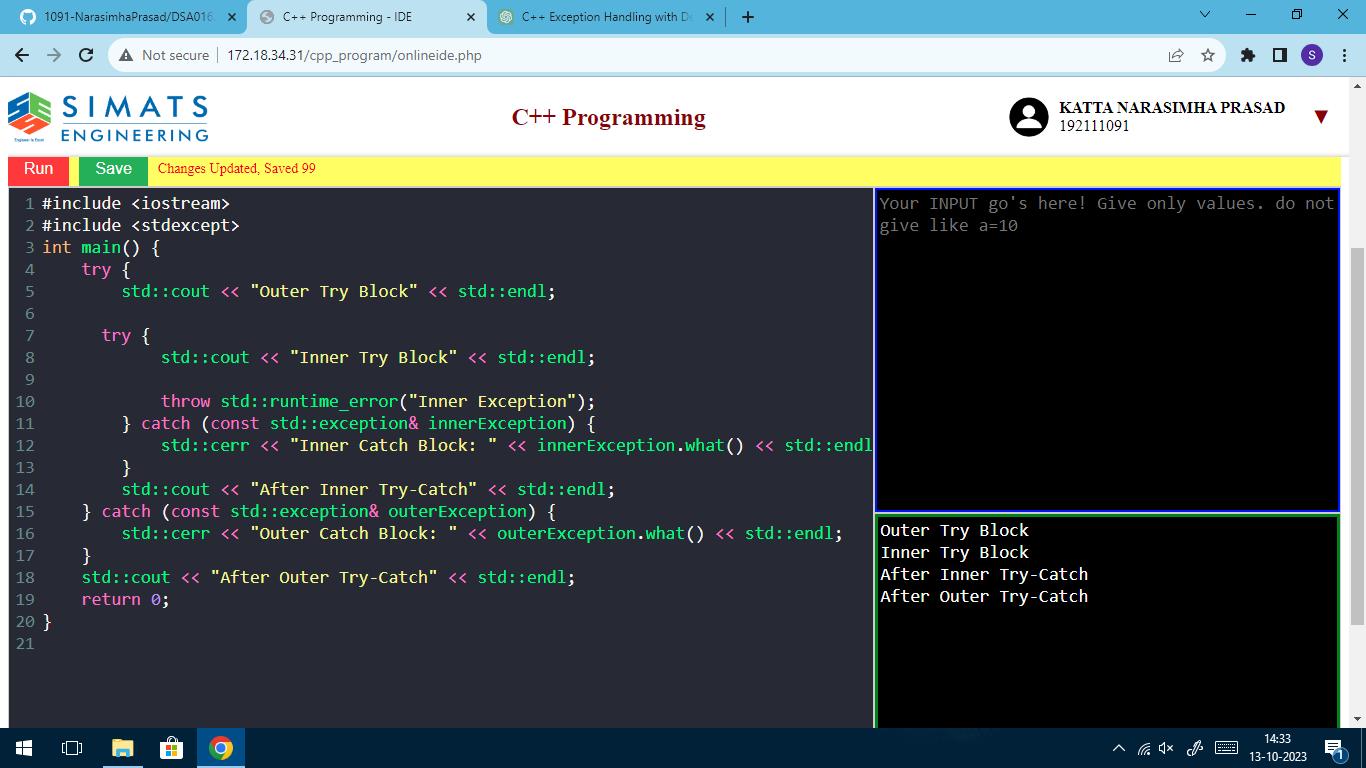 1091-NarasimhaPrasad/DSA016
C++ Programming - IDE
C++ Exception Handling with De
Not secure
172.18.34.31/cpp_program/onlineide.php
S
SIMATS
ENGINEERING
Engineer to Excel
C++ Programming
KATTA NARASIMHA PRASAD
192111091
Run
Save
Changes Updated, Saved 99
1 #include <iostream>
2 #include <stdexcept>
3 int main() {
4     try {
5         std::cout << "Outer Try Block" << std::endl;
6
7       try {
8             std::cout << "Inner Try Block" << std::endl;
9
10             throw std::runtime_error("Inner Exception");
11         } catch (const std::exception& innerException) {
12             std::cerr << "Inner Catch Block: " << innerException.what() << std::endl
13         }
14         std::cout << "After Inner Try-Catch" << std::endl;
15     } catch (const std::exception& outerException) {
16         std::cerr << "Outer Catch Block: " << outerException.what() << std::endl;
17     }
18     std::cout << "After Outer Try-Catch" << std::endl;
19     return 0;
20 }
21
Your INPUT go's here! Give only values. do not
give like a=10
Outer Try Block
Inner Try Block
After Inner Try-Catch
After Outer Try-Catch
14:33
13-10-2023
1